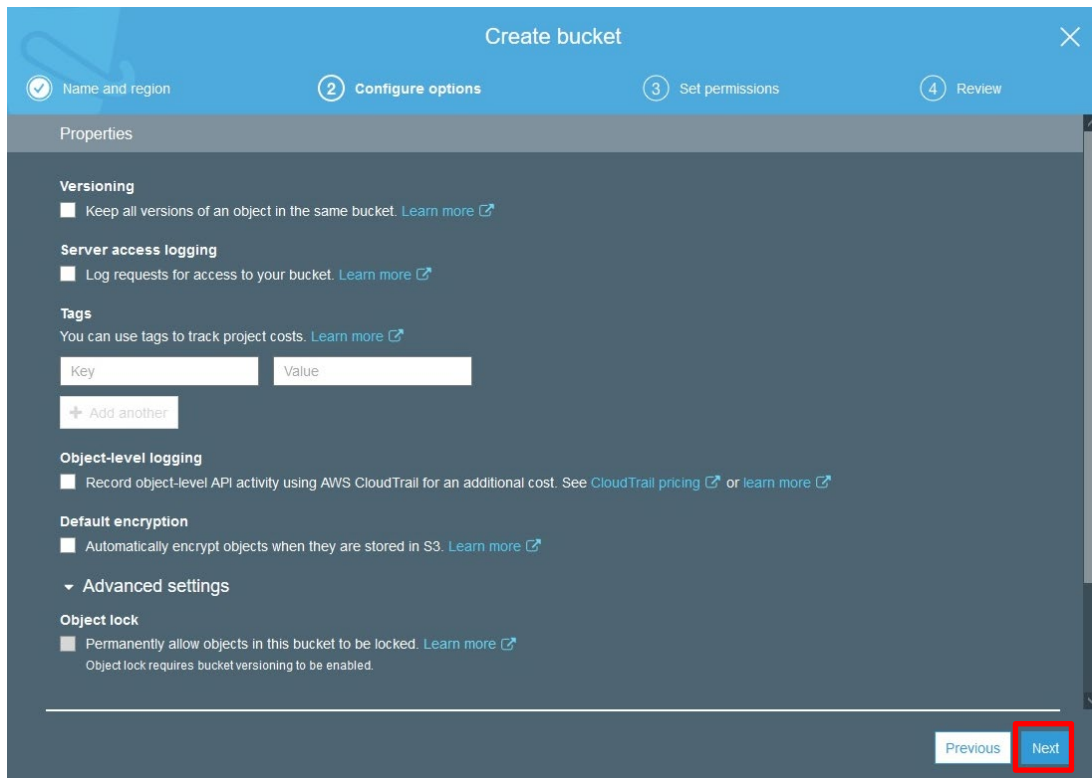 Create bucket
Name and region
2 Configure options
3 Set permissions
4 Review
Properties
Versioning
Keep all versions of an object in the same bucket. Learn more
Server access logging
Log requests for access to your bucket. Learn more
Tags
You can use tags to track project costs. Learn more
Key Value
+ Add another
Object-level logging
Record object-level API activity using AWS CloudTrail for an additional cost. See CloudTrail pricing or learn more
Default encryption
Automatically encrypt objects when they are stored in S3. Learn more
Advanced settings
Object lock
Permanently allow objects in this bucket to be locked. Learn more
Object lock requires bucket versioning to be enabled.
Previous Next